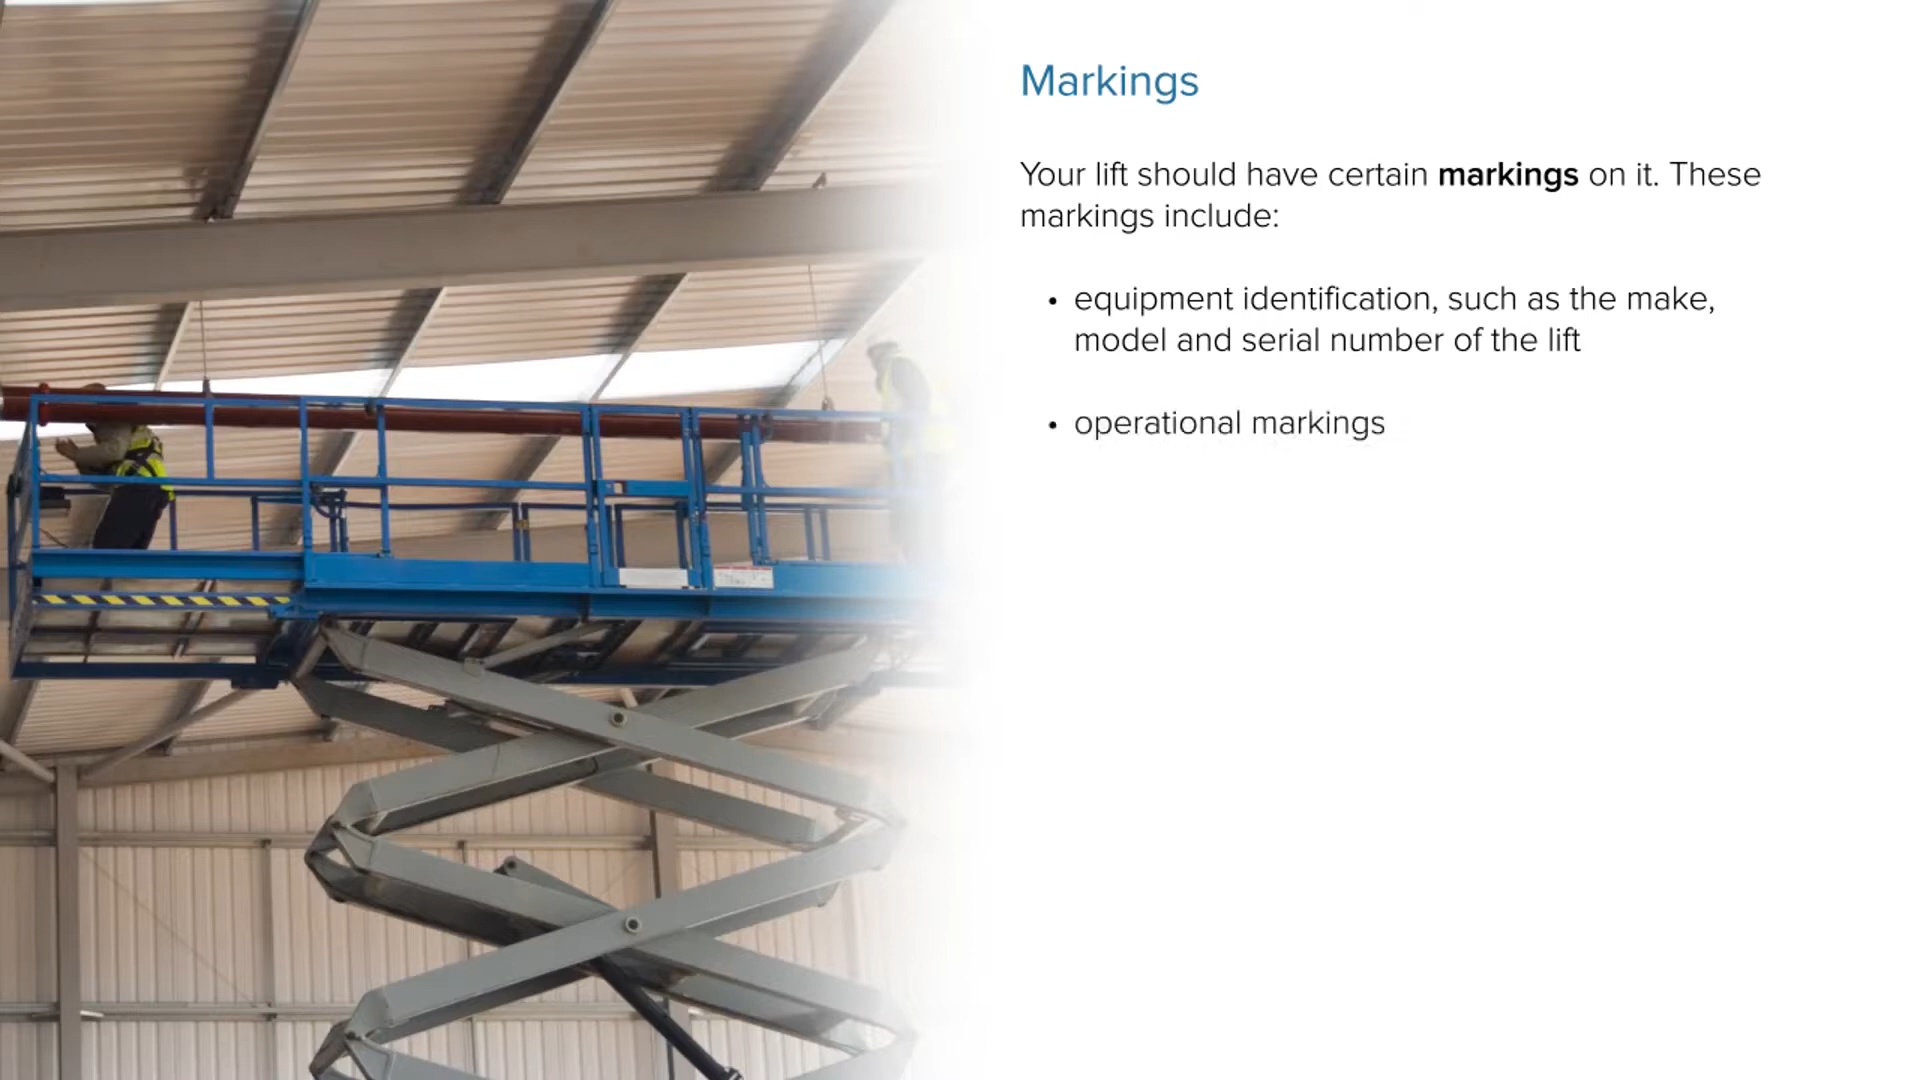 Markings
Your lift should have certain markings on it. These
markings include:
• equipment identification, such as the make,
model and serial number of the lift
• operational markings